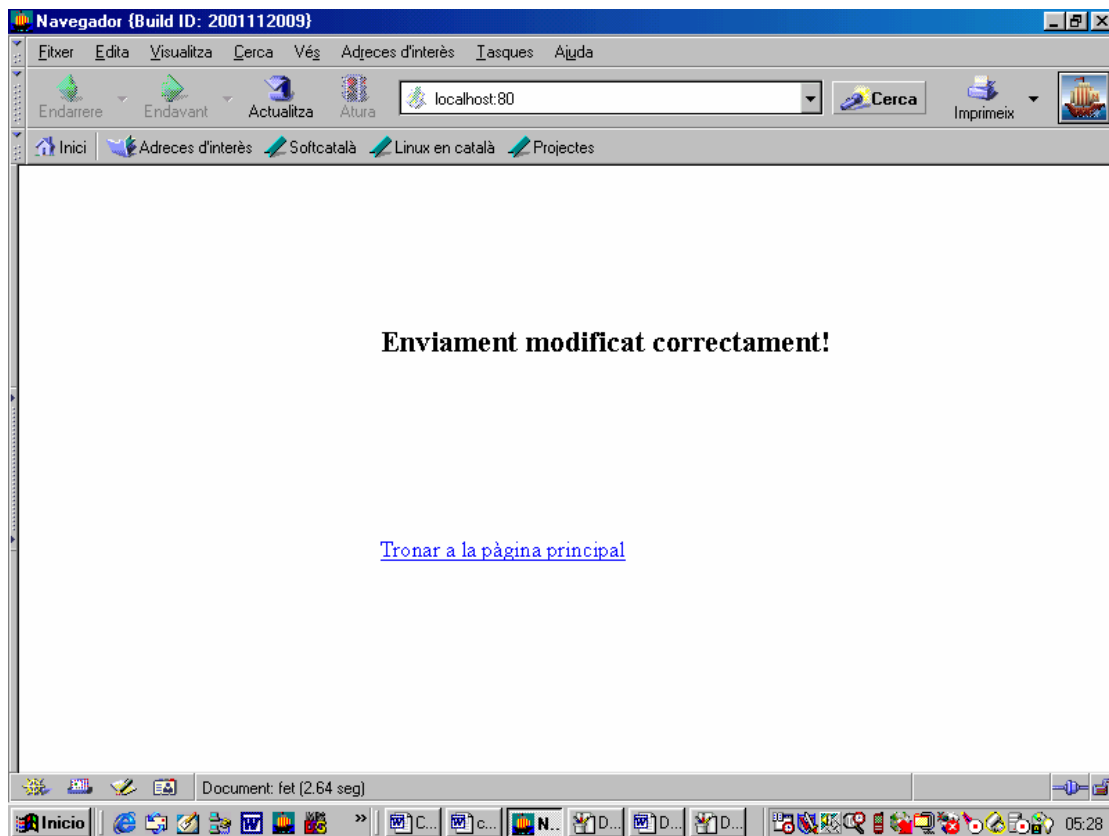 Navegador {Build ID: 2001112009}
Fitxer Edita Visualitza Cerca Vés Adreces d'interès Tasques Ajuda
Endarrere Endavant Actualitza Atura localhost:80 Cerca Imprimeix
Inici Adreces d'interès Softcatalà Linux en català Projectes
Enviament modificat correctament!
Tronar a la pàgina principal
Document: fet (2.64 seg)
Inicio » C... c... N... D... D... D... 05:28